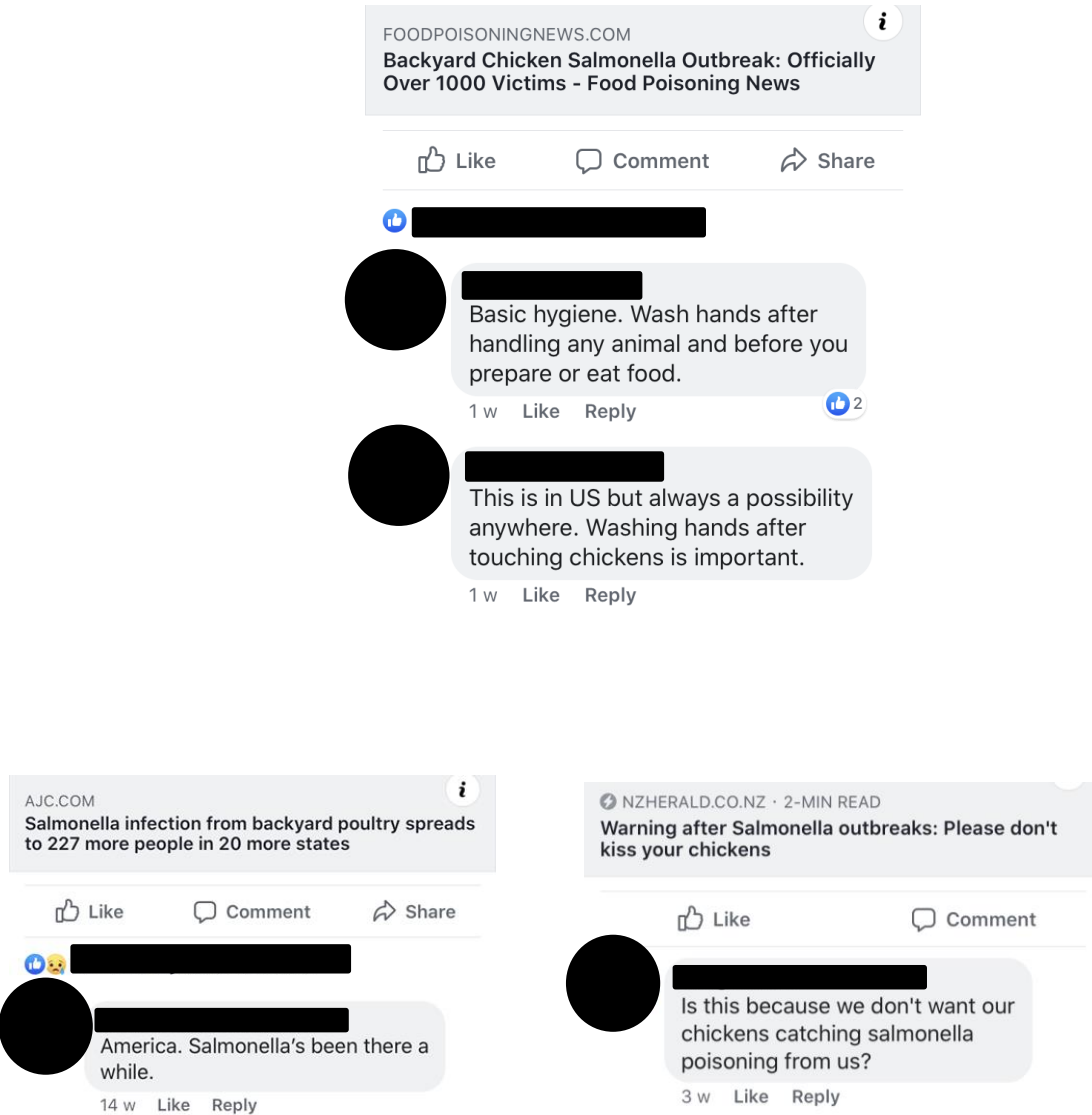 FOODPOISONINGNEWS.COM
Backyard Chicken Salmonella Outbreak: Officially
Over 1000 Victims - Food Poisoning News
Like Comment Share
Basic hygiene. Wash hands after
handling any animal and before you
prepare or eat food.
1 w Like Reply 2
This is in US but always a possibility
anywhere. Washing hands after
touching chickens is important.
1 w Like Reply
AJC.COM
Salmonella infection from backyard poultry spreads
to 227 more people in 20 more states
Like Comment Share
America. Salmonella's been there a
while.
14 w Like Reply
NZHERALD.CO.NZ · 2-MIN READ
Warning after Salmonella outbreaks: Please don't
kiss your chickens
Like Comment
Is this because we don't want our
chickens catching salmonella
poisoning from us?
3 w Like Reply